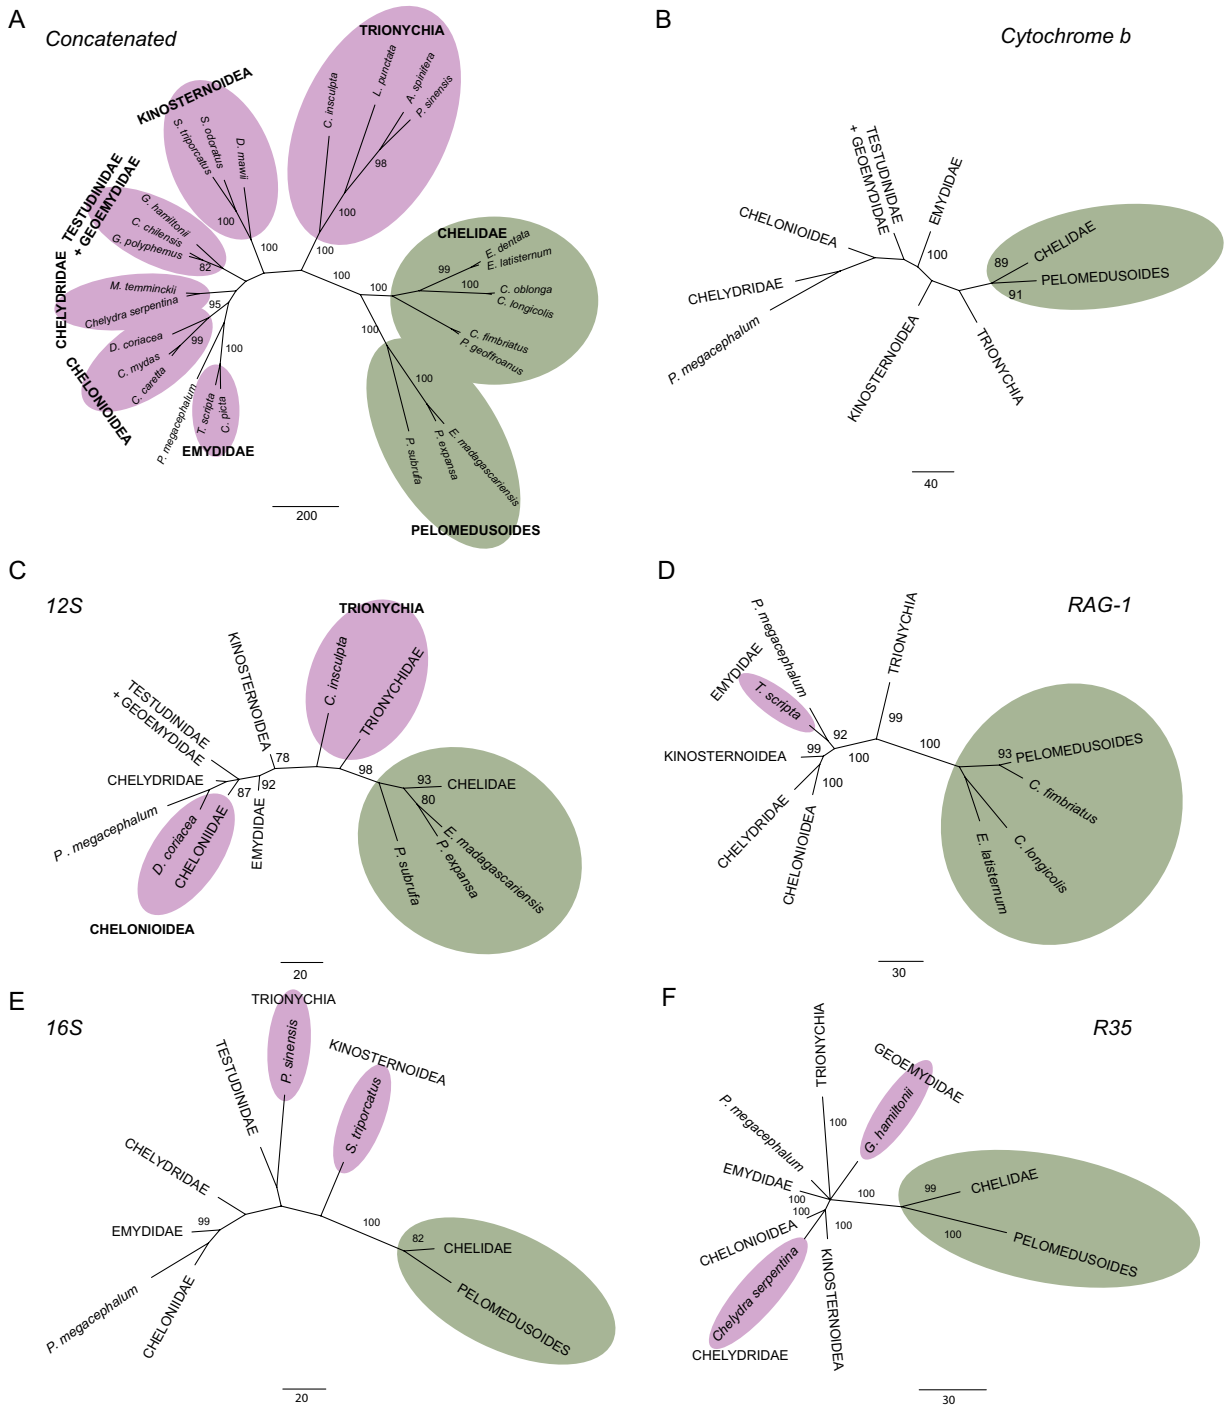 A
Concatenated
TRIONYCHIA
C. insculpta
L. punctata
A. spinifera
P. sinensis
98
100
100
KINOSTERNOIDEA
S. triporcatus
S. odoratus
D. mawii
100
100
TESTUDINIDAE
+ GEOEMYDIDAE
G. hamiltonii
C. chilensis
G. polyphemus
82
CHELYDRIDAE
M. temminckii
Chelydra serpentina
95
CHELONIOIDEA
D. coriacea
C. mydas
C. caretta
99
P. megacephalum
100
T. scripta
C. picta
EMYDIDAE
100
100
CHELIDAE
E. dentata
E. latisternum
99
100
C. oblonga
C. longicolis
C. fimbriatus
P. geoffroanus
100
100
P. subrufa
P. expansa
E. madagascariensis
PELOMEDUSOIDES
200
B
Cytochrome b
TESTUDINIDAE
+ GEOEMYDIDAE
EMYDIDAE
CHELONIOIDEA
100
CHELIDAE
89
PELOMEDUSOIDES
91
CHELYDRIDAE
P. megacephalum
KINOSTERNOIDEA
TRIONYCHIA
40
C
12S
TRIONYCHIA
C. insculpta
TRIONYCHIDAE
KINOSTERNOIDEA
TESTUDINIDAE
+ GEOEMYDIDAE
78
98
CHELYDRIDAE
87
92
93
CHELIDAE
80
P . megacephalum
D. coriacea
CHELONIIDAE
EMYDIDAE
P. subrufa
P. expansa
E. madagascariensis
CHELONIOIDEA
20
D
RAG-1
P. megacephalum
TRIONYCHIA
EMYDIDAE
T. scripta
99
92
100
KINOSTERNOIDEA
99
100
93
PELOMEDUSOIDES
100
C. fimbriatus
CHELYDRIDAE
CHELONIOIDEA
E. latisternum
C. longicolis
30
E
16S
TRIONYCHIA
P. sinensis
KINOSTERNOIDEA
S. triporcatus
TESTUDINIDAE
CHELYDRIDAE
EMYDIDAE
99
100
82
CHELIDAE
PELOMEDUSOIDES
P. megacephalum
CHELONIIDAE
20
F
R35
TRIONYCHIA
GEOEMYDIDAE
G. hamiltonii
100
P. megacephalum
EMYDIDAE
100
100
99
CHELIDAE
100
100
100
CHELONIOIDEA
PELOMEDUSOIDES
Chelydra serpentina
KINOSTERNOIDEA
CHELYDRIDAE
30